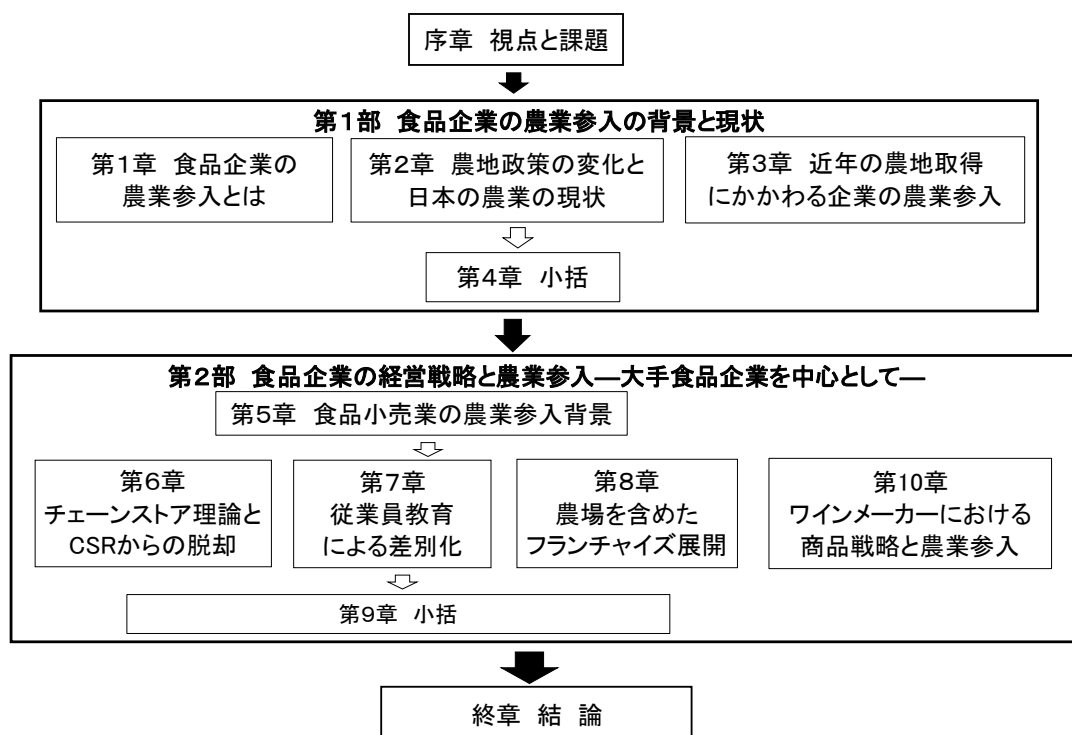 序章 視点と課題
第1部 食品企業の農業参入の背景と現状
第1章 食品企業の
農業参入とは
第2章 農地政策の変化と
日本の農業の現状
第3章 近年の農地取得
にかかわる企業の農業参入
第4章 小括
第2部 食品企業の経営戦略と農業参入―大手食品企業を中心として―
第5章 食品小売業の農業参入背景
第6章
チェーンストア理論と
CSRからの脱却
第7章
従業員教育
による差別化
第8章
農場を含めた
フランチャイズ展開
第10章
ワインメーカーにおける
商品戦略と農業参入
第9章 小括
終章 結 論